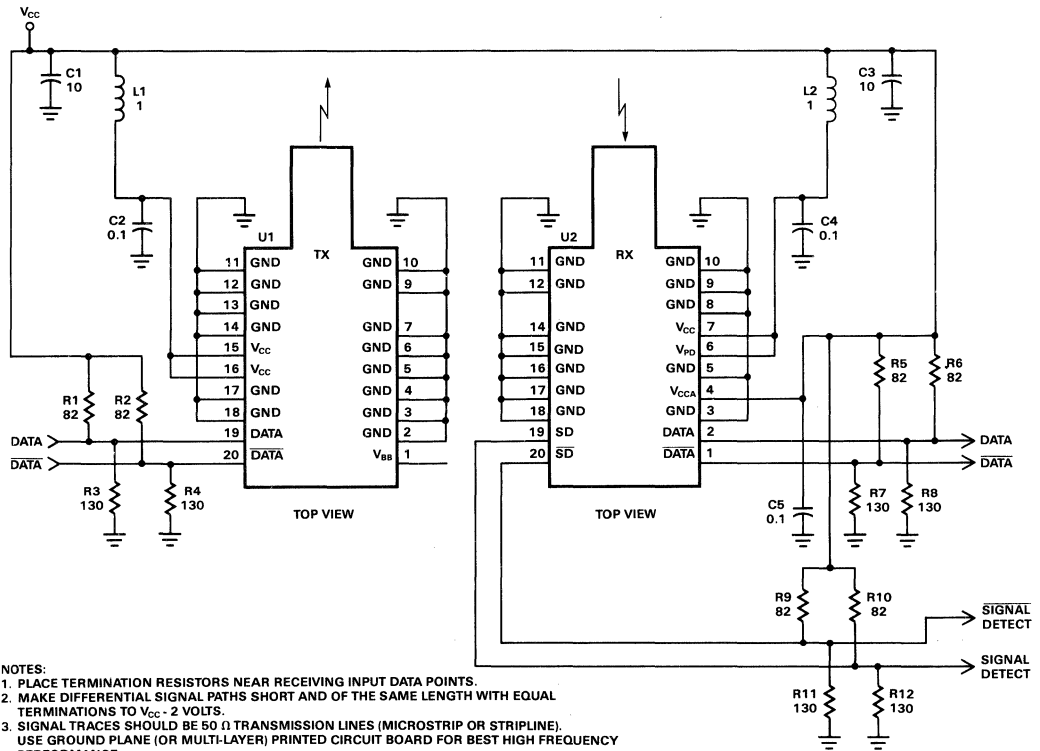 VCC
C1
10
L1
1
L2
1
C3
10
C2
0.1
C4
0.1
U1
TX
U2
RX
11 GND
12 GND
13 GND
14 GND
15 VCC
16 VCC
17 GND
18 GND
19 DATA
20 DATA
GND 10
GND 9
GND 7
GND 6
GND 5
GND 4
GND 3
GND 2
VBB 1
11 GND
12 GND
14 GND
15 GND
16 GND
17 GND
18 GND
19 SD
20 SD
GND 10
GND 9
GND 8
VCC 7
VPD 6
GND 5
VCCA 4
GND 3
DATA 2
DATA 1
R1
82
R2
82
R5
82
R6
82
DATA
DATA
DATA
DATA
R3
130
R4
130
TOP VIEW
TOP VIEW
C5
0.1
R7
130
R8
130
R9
82
R10
82
SIGNAL
DETECT
SIGNAL
DETECT
R11
130
R12
130
NOTES:
1. PLACE TERMINATION RESISTORS NEAR RECEIVING INPUT DATA POINTS.
2. MAKE DIFFERENTIAL SIGNAL PATHS SHORT AND OF THE SAME LENGTH WITH EQUAL
TERMINATIONS TO VCC - 2 VOLTS.
3. SIGNAL TRACES SHOULD BE 50 Ω TRANSMISSION LINES (MICROSTRIP OR STRIPLINE).
USE GROUND PLANE (OR MULTI-LAYER) PRINTED CIRCUIT BOARD FOR BEST HIGH FREQUENCY